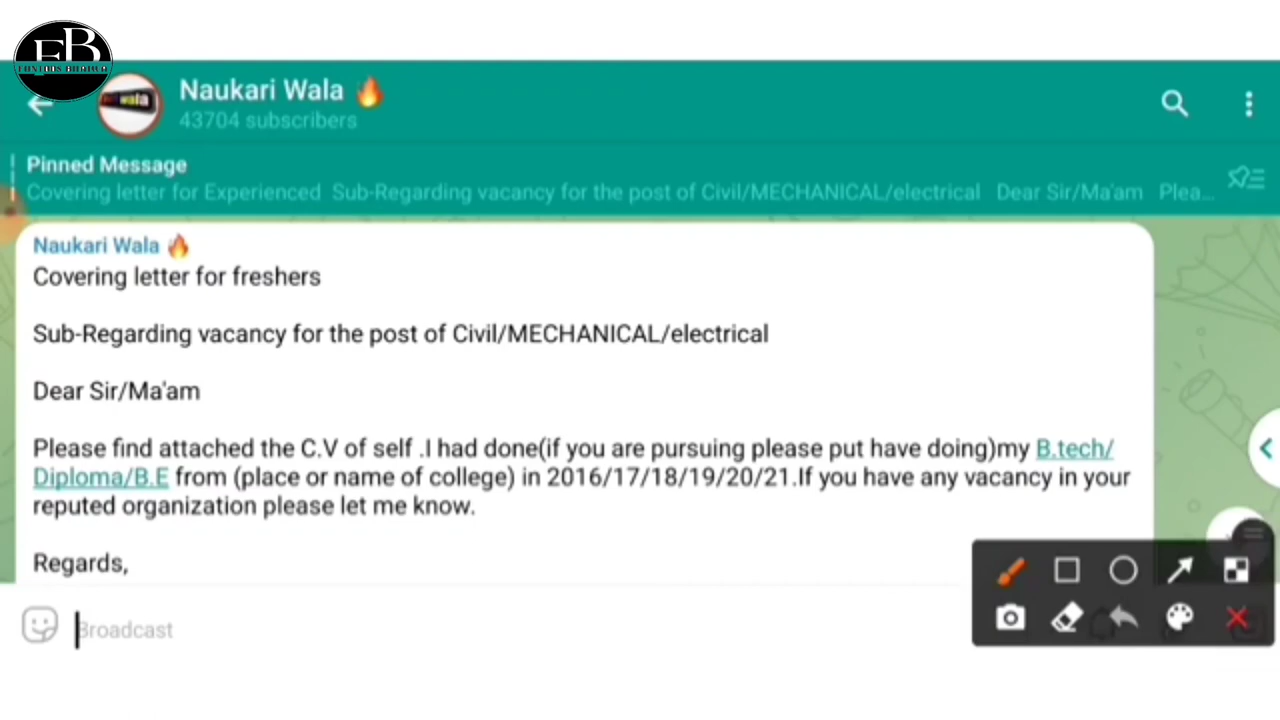 EB
Naukari Wala 🔥
43704 subscribers
Pinned Message
Covering letter for Experienced Sub-Regarding vacancy for the post of Civil/MECHANICAL/electrical Dear Sir/Ma'am Plea...
Naukari Wala 🔥
Covering letter for freshers
Sub-Regarding vacancy for the post of Civil/MECHANICAL/electrical
Dear Sir/Ma'am
Please find attached the C.V of self .I had done(if you are pursuing please put have doing)my B.tech/
Diploma/B.E from (place or name of college) in 2016/17/18/19/20/21.If you have any vacancy in your
reputed organization please let me know.
Regards,
Broadcast